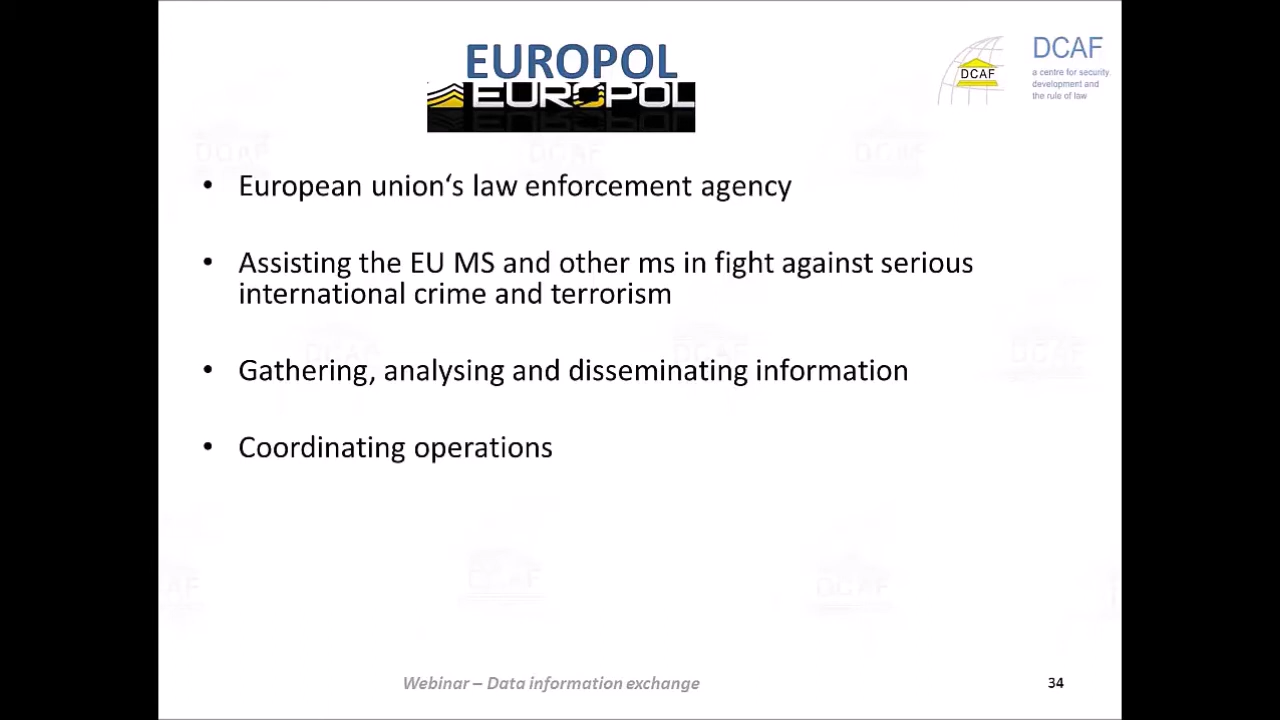 EUROPOL
EUROPOL
DCAF
DCAF
a centre for security,
development and
the rule of law
• European union‘s law enforcement agency
• Assisting the EU MS and other ms in fight against serious
international crime and terrorism
• Gathering, analysing and disseminating information
• Coordinating operations
Webinar – Data information exchange
34